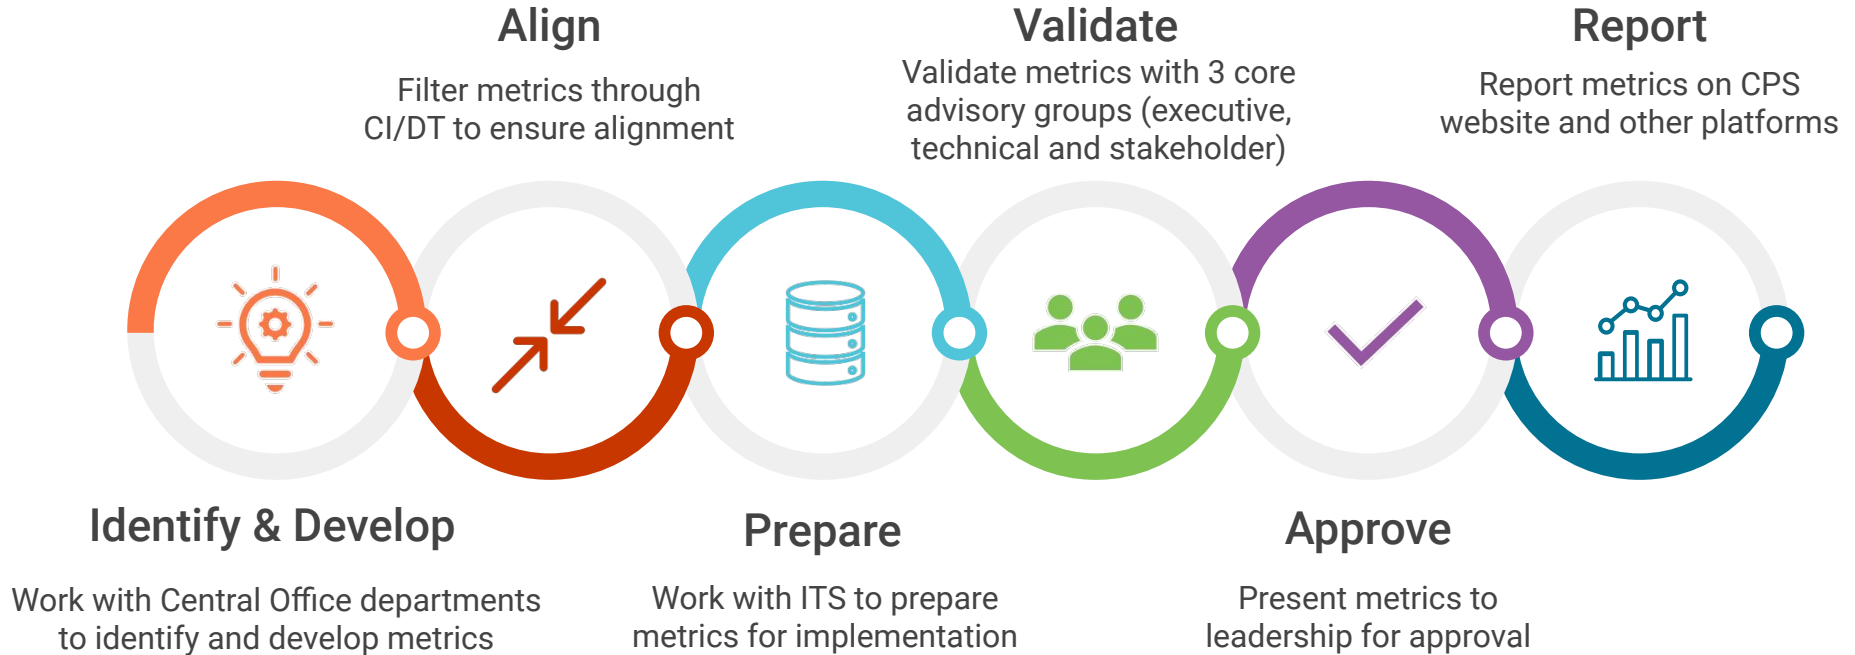 Align
Filter metrics through
CI/DT to ensure alignment
Validate
Validate metrics with 3 core
advisory groups (executive,
technical and stakeholder)
Report
Report metrics on CPS
website and other platforms
Identify & Develop
Work with Central Office departments
to identify and develop metrics
Prepare
Work with ITS to prepare
metrics for implementation
Approve
Present metrics to
leadership for approval